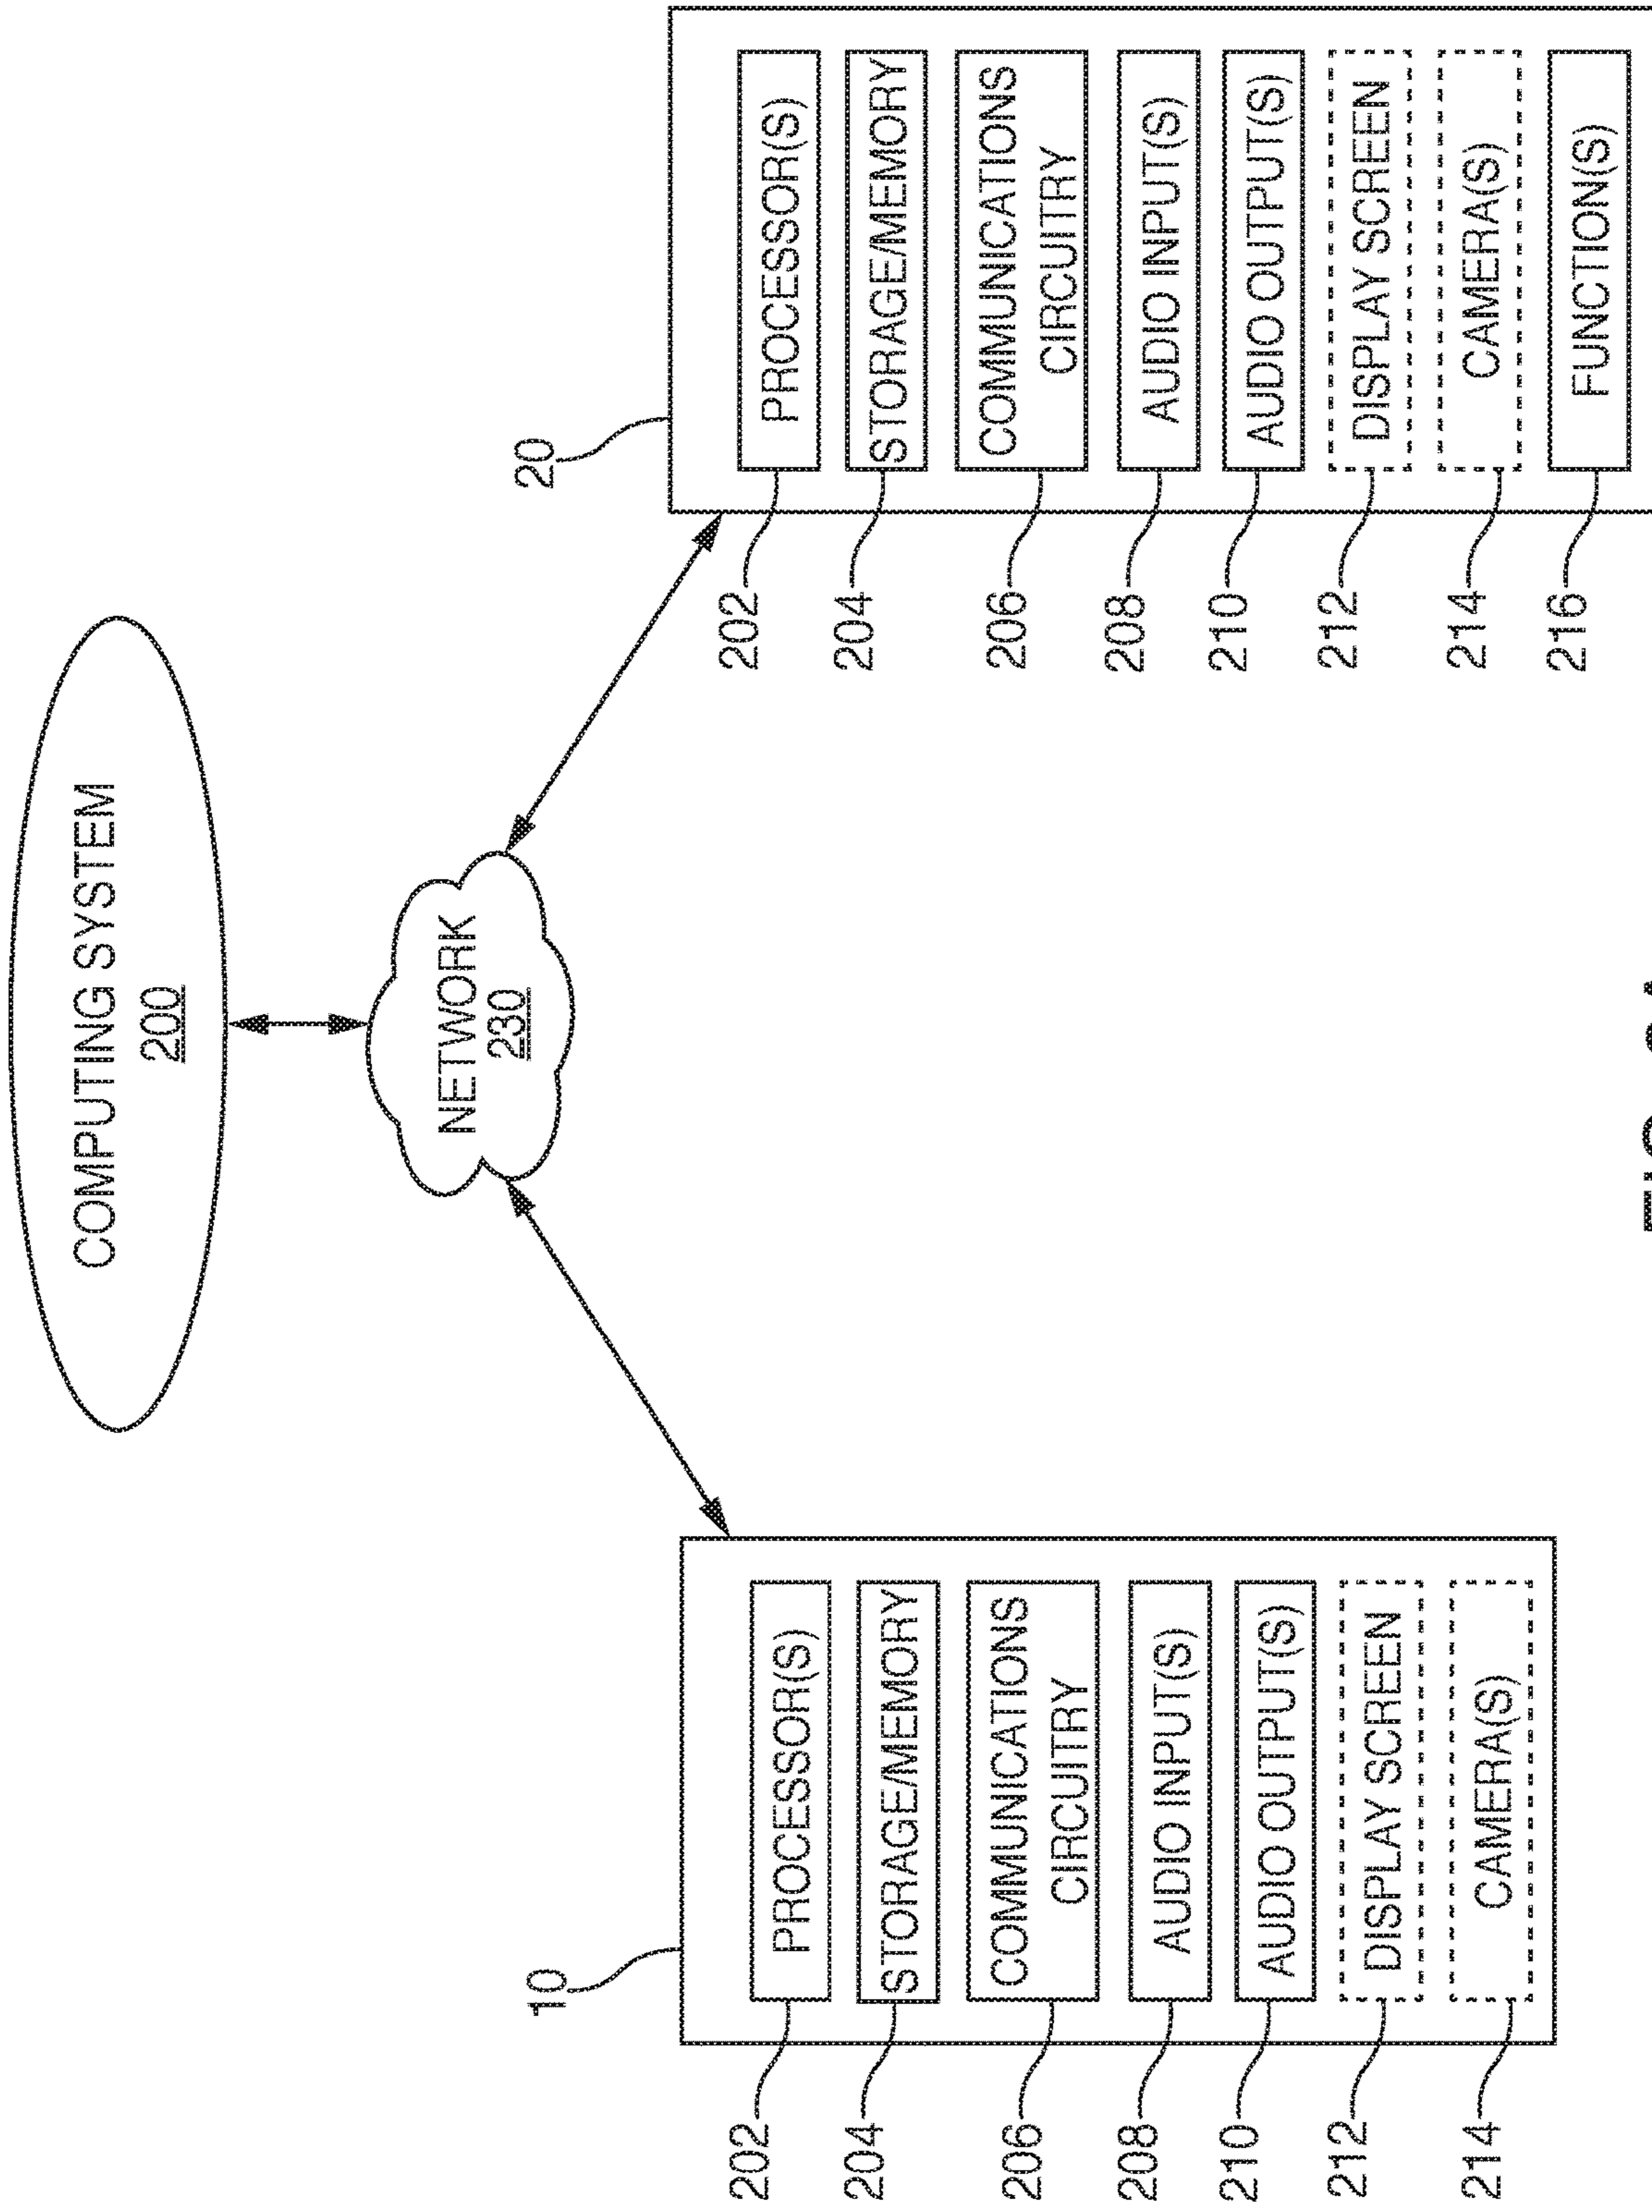 COMPUTING SYSTEM
200
NETWORK
230
10
202
PROCESSOR(S)
204
STORAGE/MEMORY
206
COMMUNICATIONS
CIRCUITRY
208
AUDIO INPUT(S)
210
AUDIO OUTPUT(S)
212
DISPLAY SCREEN
214
CAMERA(S)
20
202
PROCESSOR(S)
204
STORAGE/MEMORY
206
COMMUNICATIONS
CIRCUITRY
208
AUDIO INPUT(S)
210
AUDIO OUTPUT(S)
212
DISPLAY SCREEN
214
CAMERA(S)
216
FUNCTION(S)